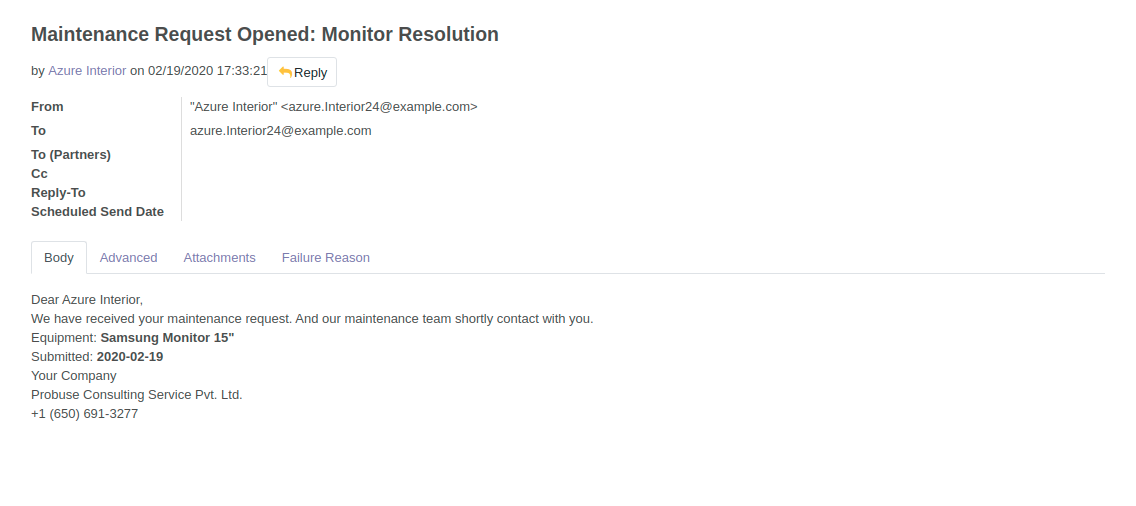 Maintenance Request Opened: Monitor Resolution
by Azure Interior on 02/19/2020 17:33:21 Reply
From "Azure Interior" <azure.Interior24@example.com>
To azure.Interior24@example.com
To (Partners)
Cc
Reply-To
Scheduled Send Date
Body Advanced Attachments Failure Reason
Dear Azure Interior,
We have received your maintenance request. And our maintenance team shortly contact with you.
Equipment: Samsung Monitor 15"
Submitted: 2020-02-19
Your Company
Probuse Consulting Service Pvt. Ltd.
+1 (650) 691-3277